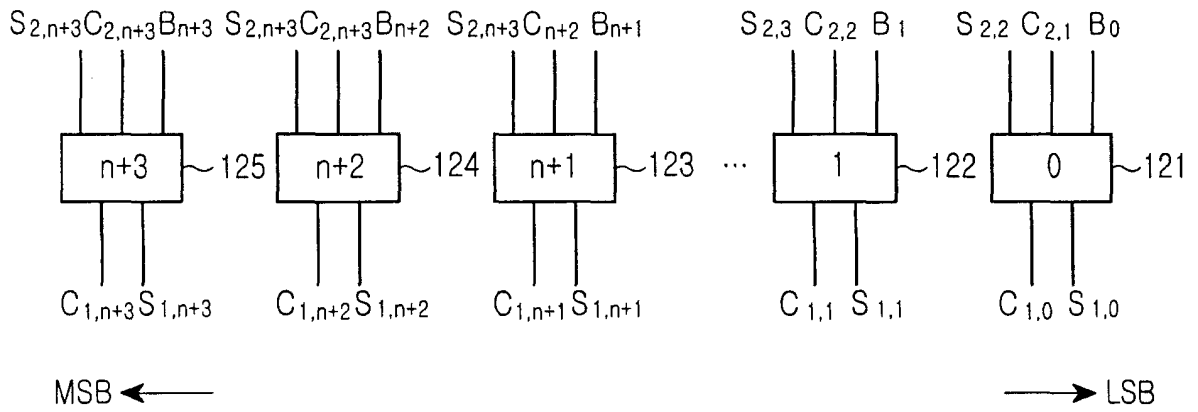 S2,n+3 C2,n+3 Bn+3 S2,n+3 C2,n+3 Bn+2 S2,n+3 Cn+2 Bn+1 S2,3 C2,2 B1 S2,2 C2,1 B0
n+3 125 n+2 124 n+1 123 ··· 1 122 0 121
C1,n+3 S1,n+3 C1,n+2 S1,n+2 C1,n+1 S1,n+1 C1,1 S1,1 C1,0 S1,0
MSB LSB